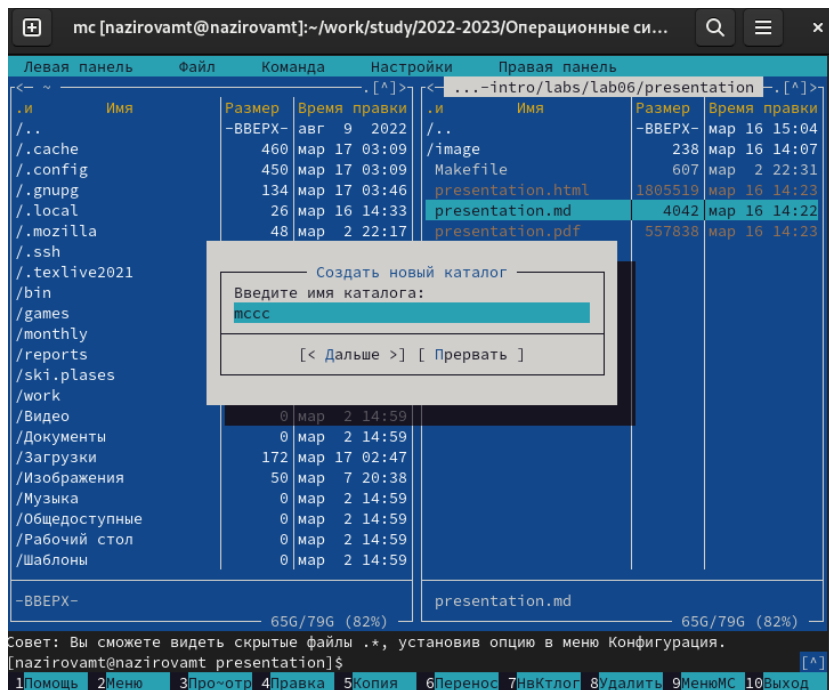 mc [nazirovamt@nazirovamt]:~/work/study/2022-2023/Операционные си...
Левая панель Файл Команда Настройки Правая панель
<— ~ .[^]> <— ...-intro/labs/lab06/presentation .[^]>
.и Имя Размер Время правки .и Имя Размер Время правки
/.. -ВВЕРХ- авг 9 2022 /.. -ВВЕРХ- мар 16 15:04
/.cache 460 мар 17 03:09 /image 238 мар 16 14:07
/.config 450 мар 17 03:09 Makefile 607 мар 2 22:31
/.gnupg 134 мар 17 03:46 presentation.html 1805519 мар 16 14:23
/.local 26 мар 16 14:33 presentation.md 4042 мар 16 14:22
/.mozilla 48 мар 2 22:17 presentation.pdf 557838 мар 16 14:23
/.ssh
/.texlive2021
/bin
/games
/monthly
/reports
/ski.plases
/work
Создать новый каталог
Введите имя каталога:
mccc
[< Дальше >] [ Прервать ]
/Видео 0 мар 2 14:59
/Документы 0 мар 2 14:59
/Загрузки 172 мар 17 02:47
/Изображения 50 мар 7 20:38
/Музыка 0 мар 2 14:59
/Общедоступные 0 мар 2 14:59
/Рабочий стол 0 мар 2 14:59
/Шаблоны 0 мар 2 14:59
-ВВЕРХ- presentation.md
65G/79G (82%) 65G/79G (82%)
Совет: Вы сможете видеть скрытые файлы .*, установив опцию в меню Конфигурация.
[nazirovamt@nazirovamt presentation]$ [^]
1Помощь 2Меню 3Про~отр 4Правка 5Копия 6Перенос 7НвКтлог 8Удалить 9МенюMC 10Выход